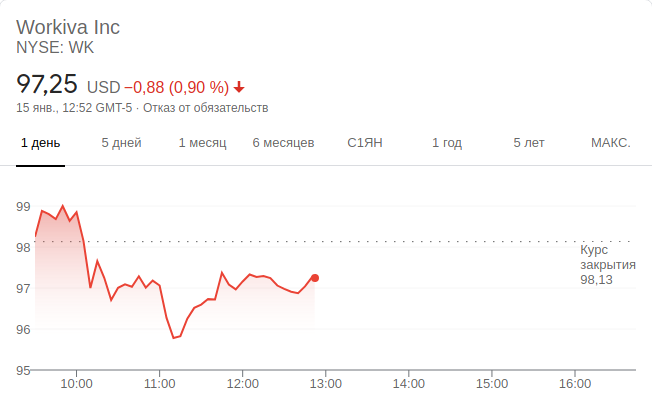 Workiva Inc
NYSE: WK
97,25 USD −0,88 (0,90 %)
15 янв., 12:52 GMT-5 · Отказ от обязательств
1 день 5 дней 1 месяц 6 месяцев С1ЯН 1 год 5 лет МАКС.
99
98
97
96
95
Курс
закрытия
98,13
10:00 11:00 12:00 13:00 14:00 15:00 16:00